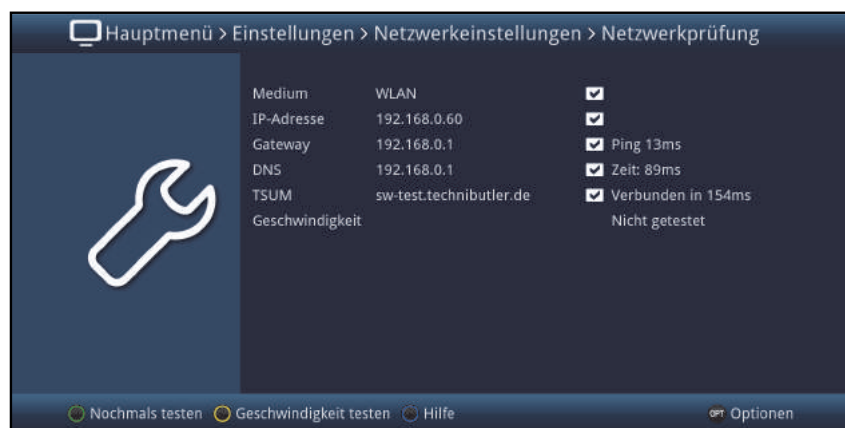 Hauptmenü > Einstellungen > Netzwerkeinstellungen > Netzwerkprüfung
Medium WLAN
IP-Adresse 192.168.0.60
Gateway 192.168.0.1 Ping 13ms
DNS 192.168.0.1 Zeit: 89ms
TSUM sw-test.technibutler.de Verbunden in 154ms
Geschwindigkeit Nicht getestet
Nochmals testen Geschwindigkeit testen Hilfe OPT Optionen